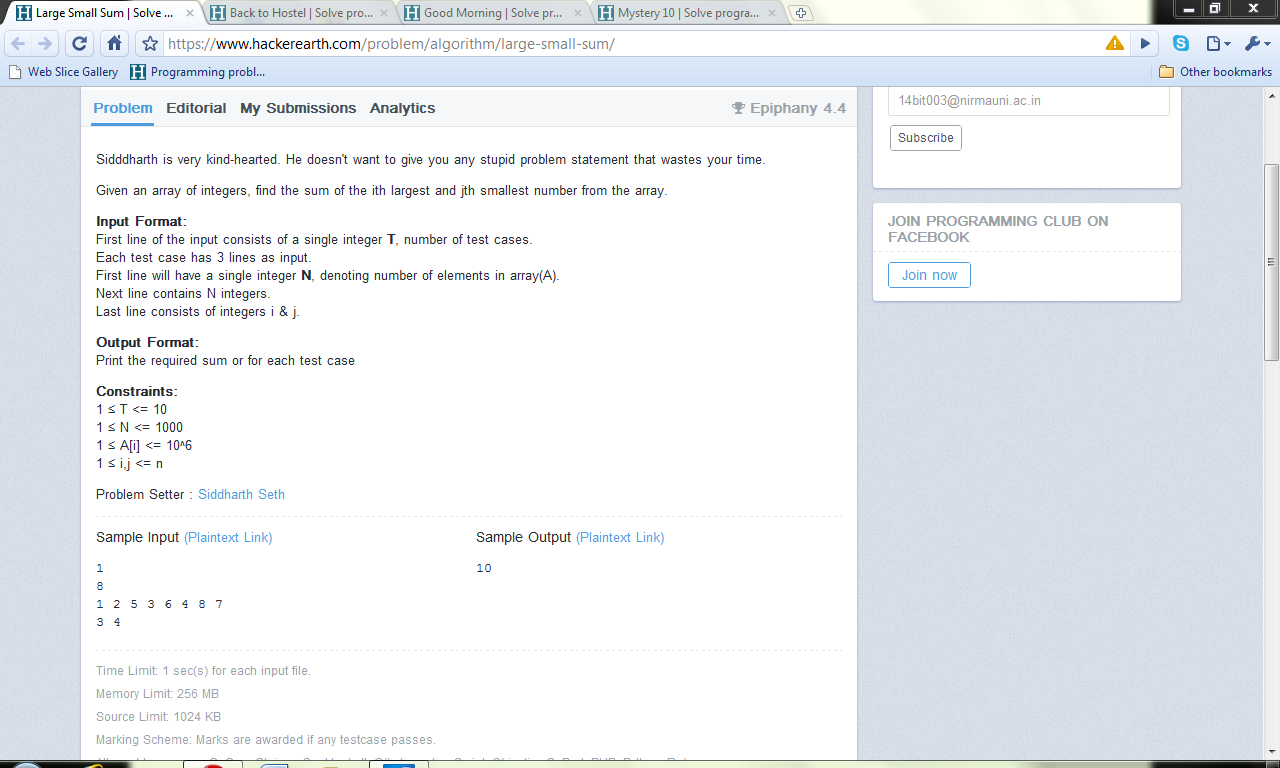 Large Small Sum | Solve ...
Back to Hostel | Solve pro...
Good Morning | Solve pr...
Mystery 10 | Solve progra...
https://www.hackerearth.com/problem/algorithm/large-small-sum/
Web Slice Gallery
Programming probl...
Other bookmarks
Problem Editorial My Submissions Analytics
Epiphany 4.4
Sidddharth is very kind-hearted. He doesn't want to give you any stupid problem statement that wastes your time.
Given an array of integers, find the sum of the ith largest and jth smallest number from the array.
Input Format:
First line of the input consists of a single integer T, number of test cases.
Each test case has 3 lines as input.
First line will have a single integer N, denoting number of elements in array(A).
Next line contains N integers.
Last line consists of integers i & j.
Output Format:
Print the required sum or for each test case
Constraints:
1 ≤ T <= 10
1 ≤ N <= 1000
1 ≤ A[i] <= 10^6
1 ≤ i,j <= n
Problem Setter : Siddharth Seth
Sample Input (Plaintext Link)
1
8
1 2 5 3 6 4 8 7
3 4
Sample Output (Plaintext Link)
10
Time Limit: 1 sec(s) for each input file.
Memory Limit: 256 MB
Source Limit: 1024 KB
Marking Scheme: Marks are awarded if any testcase passes.
14bit003@nirmauni.ac.in
Subscribe
JOIN PROGRAMMING CLUB ON
FACEBOOK
Join now